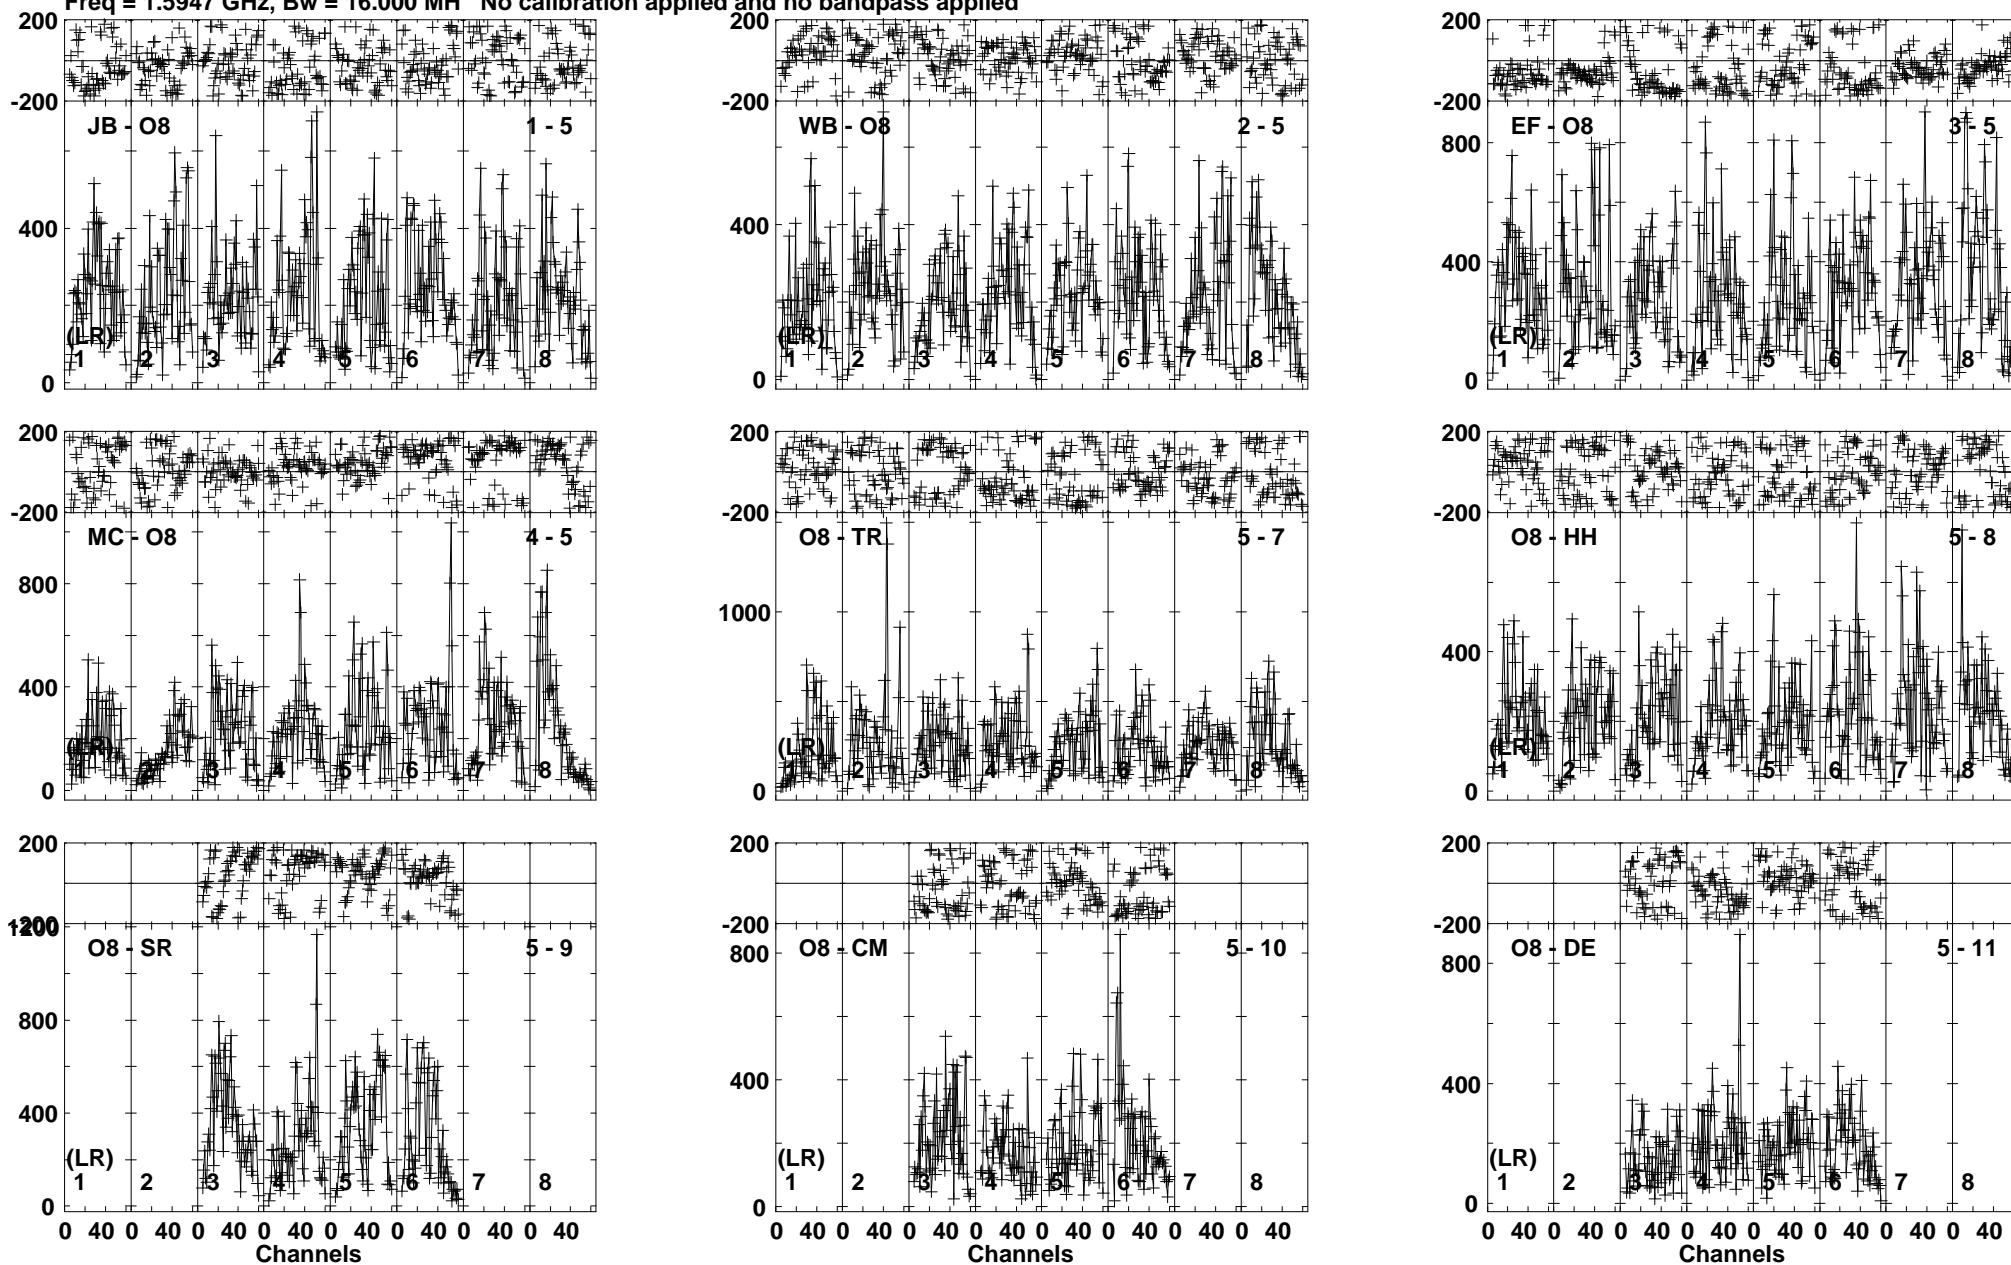 Freq = 1.5947 GHz, Bw = 16.000 MH No calibration applied and no bandpass applied
200 200 200
-200 -200 -200
JB - O8 1 - 5 WB - O8 2 - 5 EF - O8 3 - 5
800
400 400 400
(LR) (LR) (LR)
1 2 3 4 5 6 7 8 1 2 3 4 5 6 7 8 1 2 3 4 5 6 7 8
0 0 0
200 200 200
-200 -200 -200
MC - O8 4 - 5 O8 - TR 5 - 7 O8 - HH 5 - 8
800 1000
400 400
(LR) (LR) (LR)
1 2 3 4 5 6 7 8 1 2 3 4 5 6 7 8 1 2 3 4 5 6 7 8
0 0 0
200 200 200
-200 -200 -200
1200
O8 - SR 5 - 9 O8 - CM 5 - 10 O8 - DE 5 - 11
800 800 800
400 400 400
(LR) (LR) (LR)
1 2 3 4 5 6 7 8 1 2 3 4 5 6 7 8 1 2 3 4 5 6 7 8
0 0 0
0 40 0 40 0 40 0 40 0 40 0 40 0 40 0 40 0 40 0 40 0 40 0 40 0 40 0 40 0 40 0 40 0 40 0 40 0 40 0 40 0 40 0 40 0 40 0 40
Channels Channels Channels